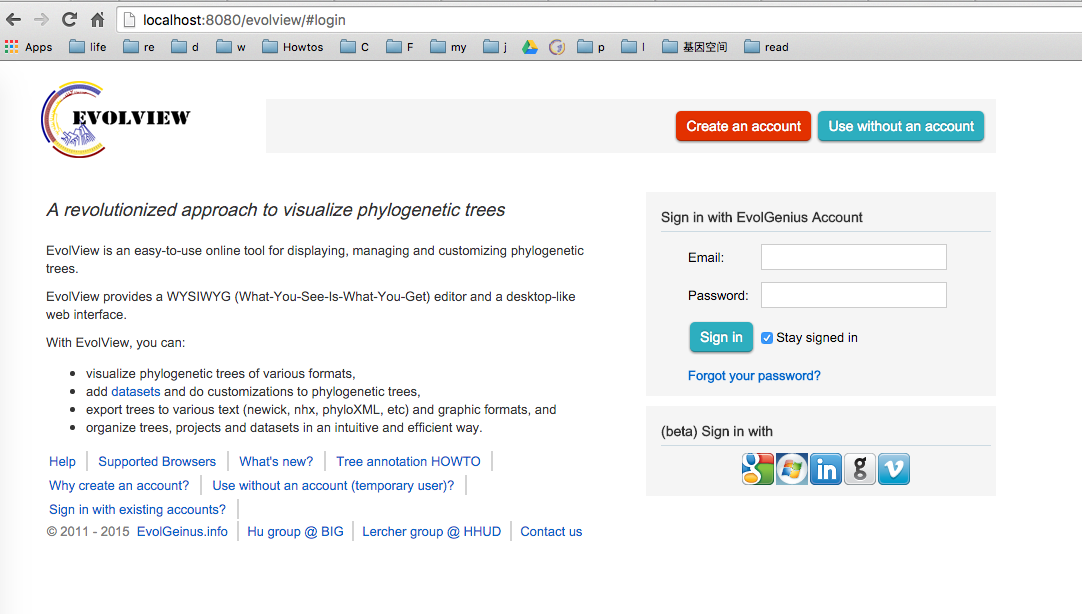 localhost:8080/evolview/#login
Apps life re d w Howtos C F my j p l 基因空间 read
EVOLVIEW
Create an account Use without an account
A revolutionized approach to visualize phylogenetic trees
EvolView is an easy-to-use online tool for displaying, managing and customizing phylogenetic
trees.
EvolView provides a WYSIWYG (What-You-See-Is-What-You-Get) editor and a desktop-like
web interface.
With EvolView, you can:
visualize phylogenetic trees of various formats,
add datasets and do customizations to phylogenetic trees,
export trees to various text (newick, nhx, phyloXML, etc) and graphic formats, and
organize trees, projects and datasets in an intuitive and efficient way.
Help Supported Browsers What's new? Tree annotation HOWTO
Why create an account? Use without an account (temporary user)?
Sign in with existing accounts?
© 2011 - 2015 EvolGeinus.info Hu group @ BIG Lercher group @ HHUD Contact us
Sign in with EvolGenius Account
Email:
Password:
Sign in Stay signed in
Forgot your password?
(beta) Sign in with
g in g v